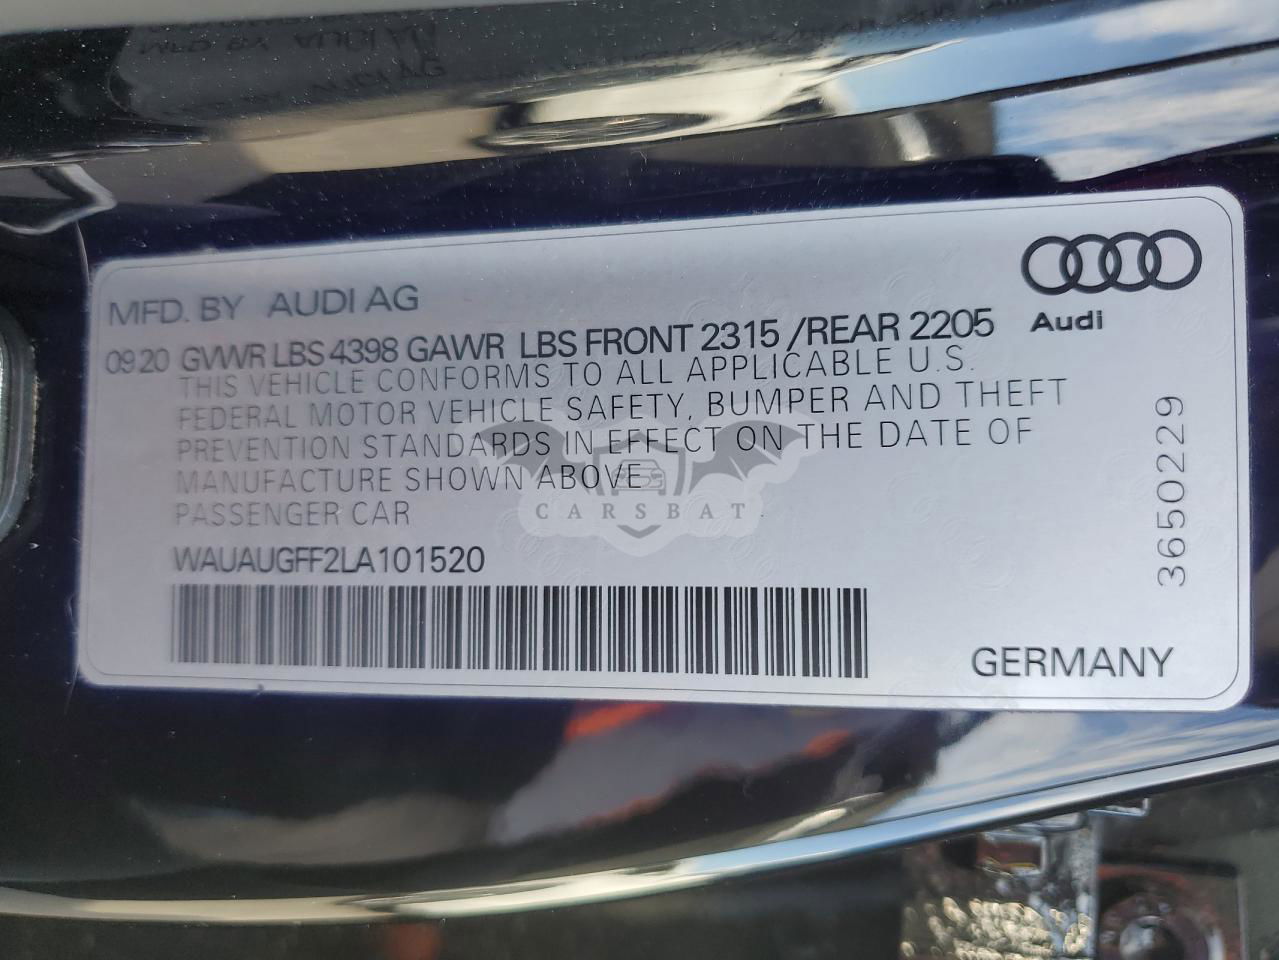 MFD. BY AUDI AG
09.20 GVWR LBS 4398 GAWR LBS FRONT 2315 /REAR 2205
Audi
THIS VEHICLE CONFORMS TO ALL APPLICABLE U.S.
FEDERAL MOTOR VEHICLE SAFETY, BUMPER AND THEFT
PREVENTION STANDARDS IN EFFECT ON THE DATE OF
MANUFACTURE SHOWN ABOVE
PASSENGER CAR
CARSBAT
WAUAUGFF2LA101520
3650229
GERMANY